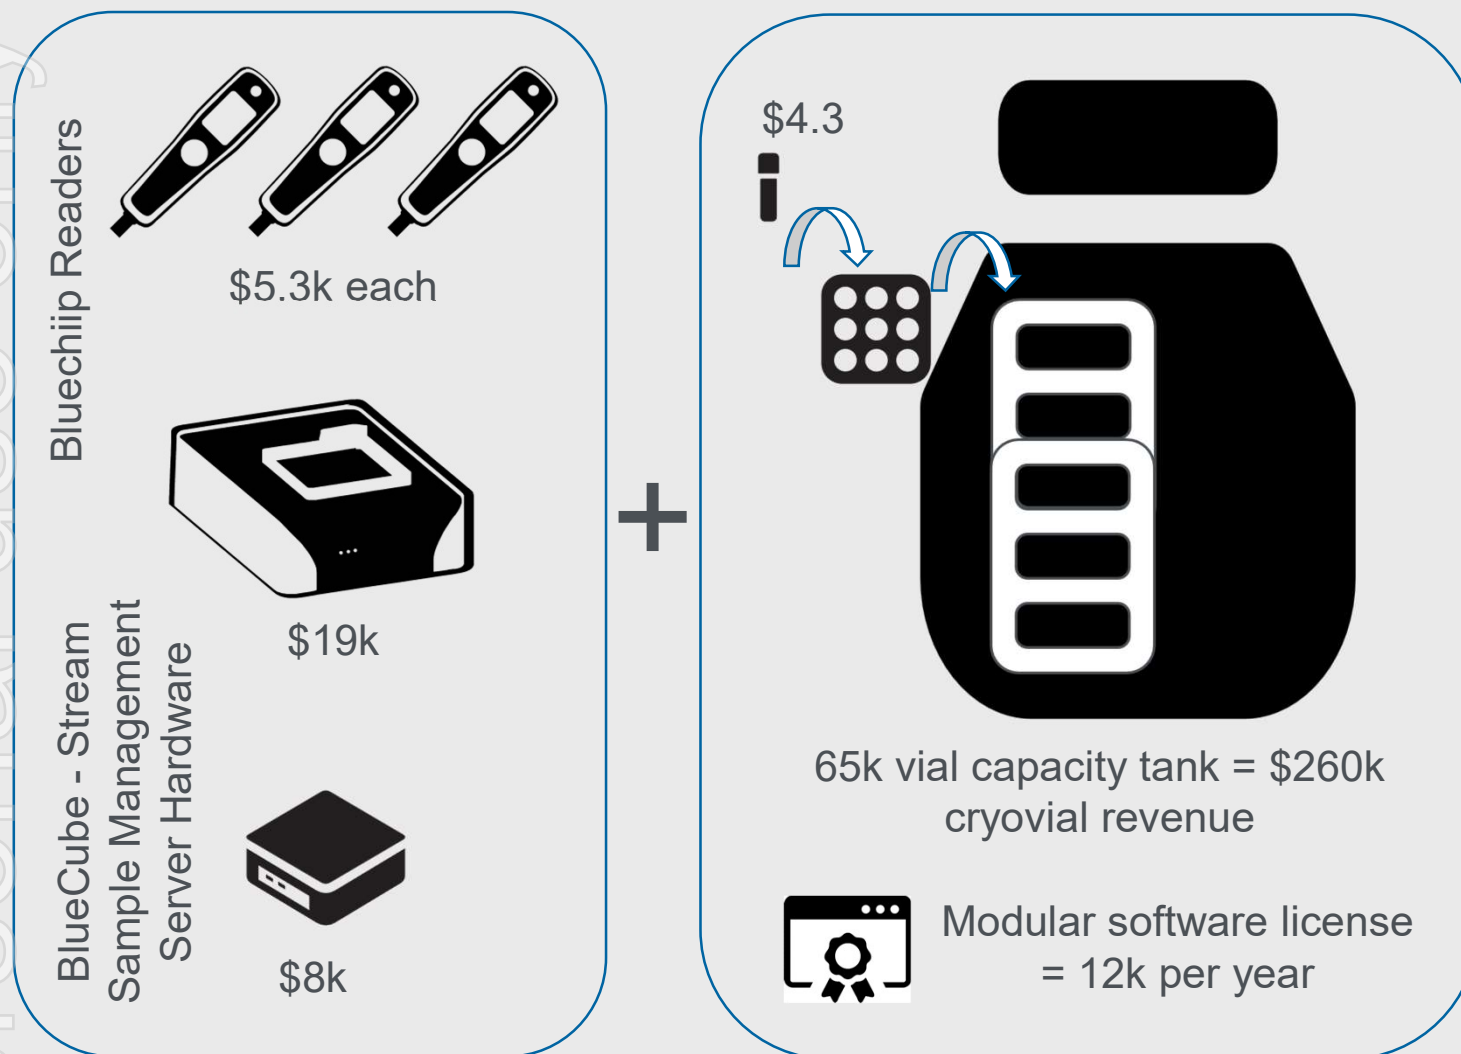 Bluechiip Readers
$5.3k each
$19k
BlueCube - Stream
Sample Management
Server Hardware
$8k
+
$4.3
65k vial capacity tank = $260k
cryovial revenue
Modular software license
= 12k per year